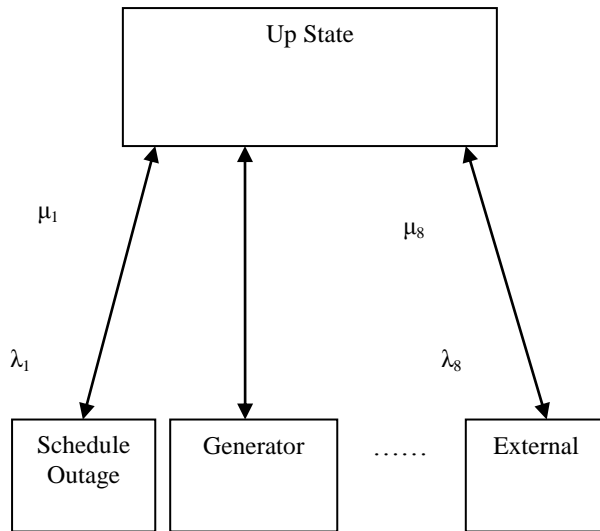 Up State
μ₁
μ₈
λ₁
λ₈
Schedule
Outage
Generator
……
External